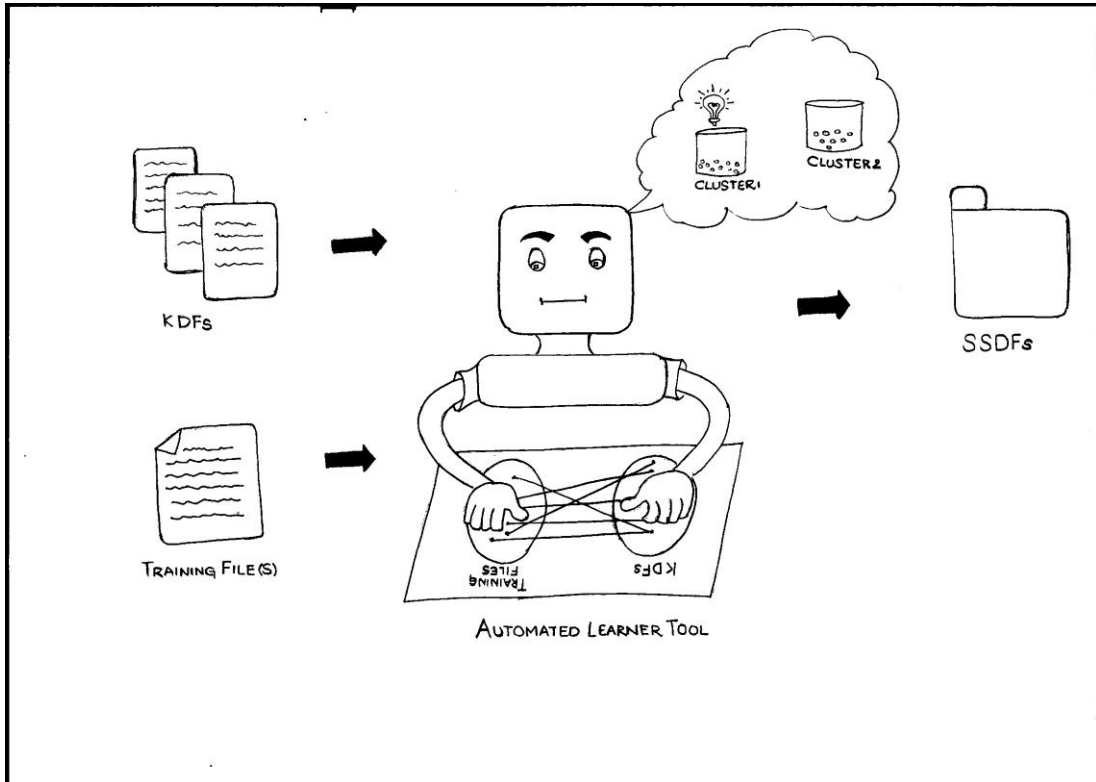 CLUSTER1
CLUSTER2
KDFs
SSDFs
TRAINING FILE(S)
TRAINING
FILES
KDFs
AUTOMATED LEARNER TOOL